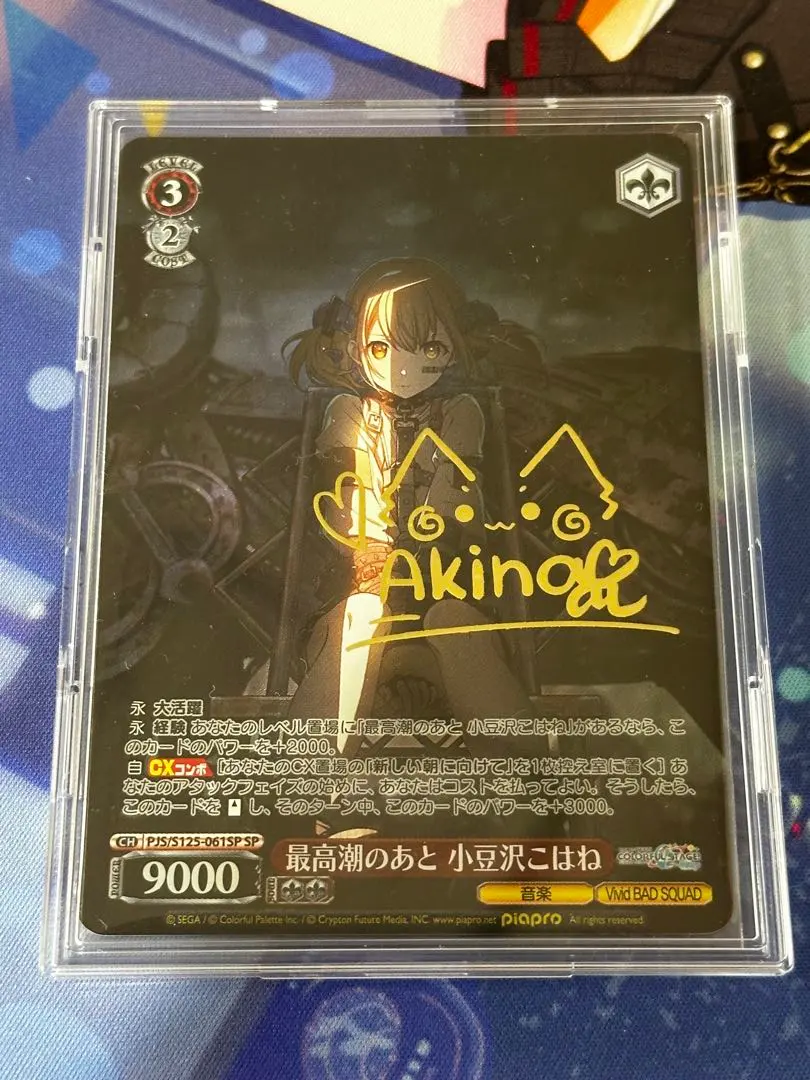 LEVEL
3
2
COST
Akina
永 大活躍
永 経験 あなたのレベル置場に「最高潮のあと 小豆沢こはね」があるなら、こ
のカードのパワーを+2000。
自 CXコンボ [あなたのCX置場の「新しい朝に向けて」を1枚控え室に置く] あ
なたのアタックフェイズの始めに、あなたはコストを払ってよい。そうしたら、
このカードを し、そのターン中、このカードのパワーを+3000。
CH PJS/S125-061SP SP
POWER 9000
最高潮のあと 小豆沢こはね
COLORFUL STAGE!
SOUL
音楽
Vivid BAD SQUAD
© SEGA / © Colorful Palette Inc. / © Crypton Future Media, INC. www.piapro.net piapro All rights reserved.